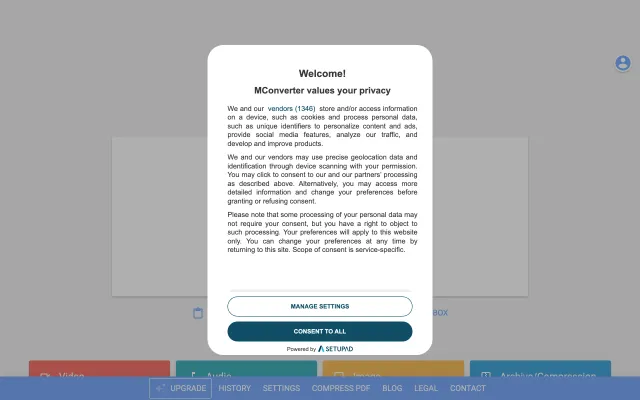 Welcome!
MConverter values your privacy
We and our vendors (1346) store and/or access information
on a device, such as cookies and process personal data,
such as unique identifiers to personalize content and ads,
provide social media features, analyze our traffic, and
develop and improve products.
We and our vendors may use precise geolocation data and
identification through device scanning with your permission.
You may click to consent to our and our partners' processing
as described above. Alternatively, you may access more
detailed information and change your preferences before
granting or refusing consent.
Please note that some processing of your personal data may
not require your consent, but you have a right to object to
such processing. Your preferences will apply to this website
only. You can change your preferences at any time by
returning to this site. Scope of consent is service-specific.
MANAGE SETTINGS
BOX
CONSENT TO ALL
Powered by SETUPAD
Video Audio Image Archive/Compression
UPGRADE HISTORY SETTINGS COMPRESS PDF BLOG LEGAL CONTACT